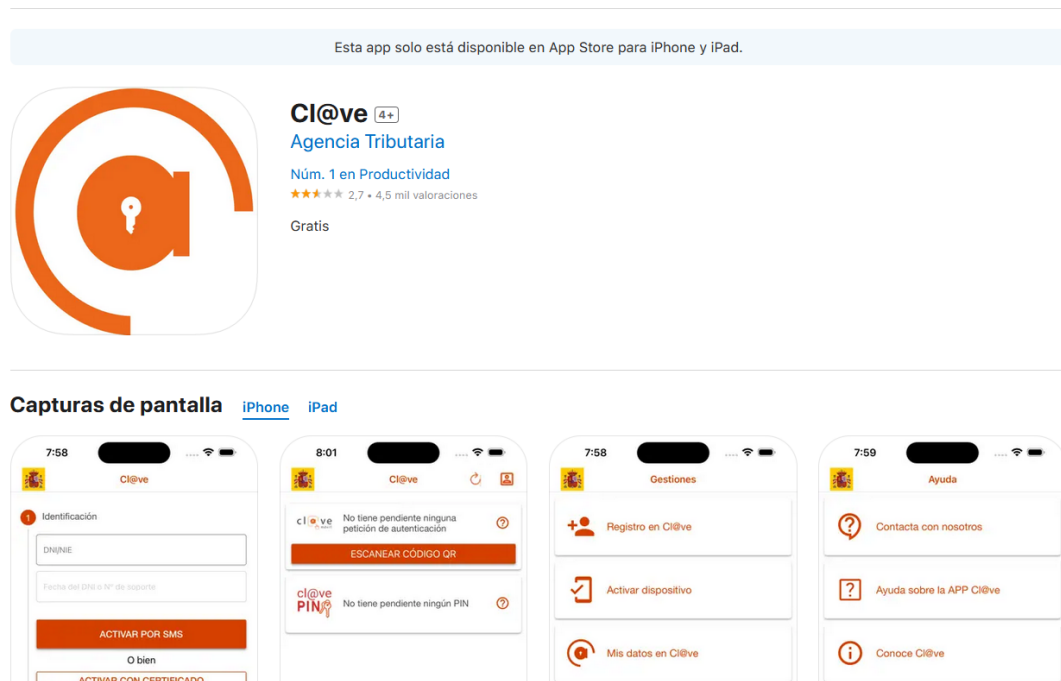 Esta app solo está disponible en App Store para iPhone y iPad.
Cl@ve 4+
Agencia Tributaria
Núm. 1 en Productividad
2,7 • 4,5 mil valoraciones
Gratis
Capturas de pantalla iPhone iPad
7:58
Cl@ve
1 Identificación
DNI/NIE
Fecha del DNI o Nº de soporte
ACTIVAR POR SMS
O bien
ACTIVAR CON CERTIFICADO
8:01
Cl@ve
cl@ve
No tiene pendiente ninguna
petición de autenticación
ESCANEAR CÓDIGO QR
cl@ve
PIN
No tiene pendiente ningún PIN
7:58
Gestiones
Registro en Cl@ve
Activar dispositivo
Mis datos en Cl@ve
7:59
Ayuda
Contacta con nosotros
Ayuda sobre la APP Cl@ve
Conoce Cl@ve